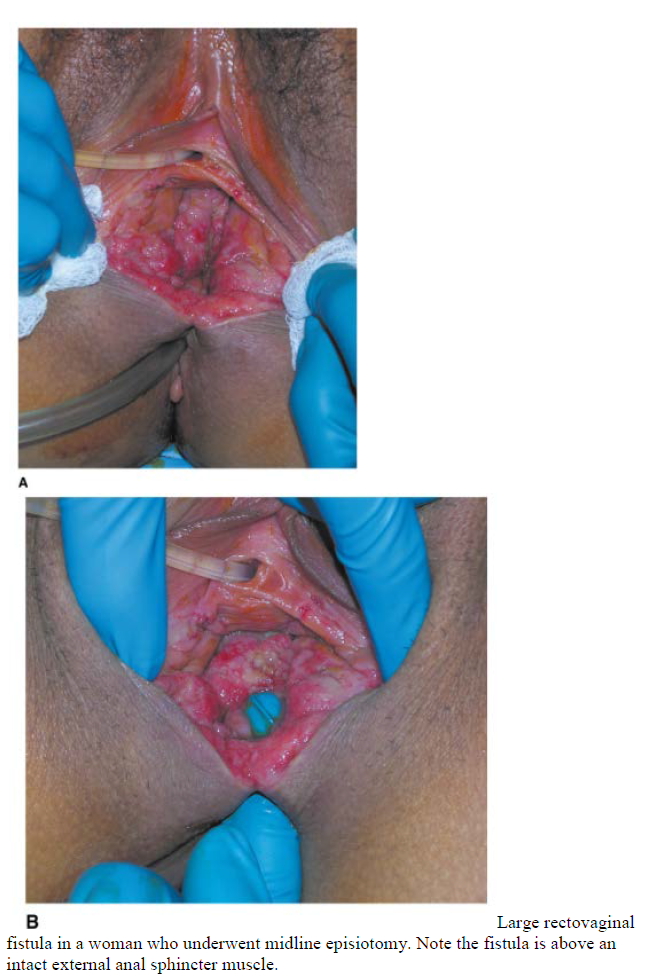 A
B
Large rectovaginal
fistula in a woman who underwent midline episiotomy. Note the fistula is above an
intact external anal sphincter muscle.